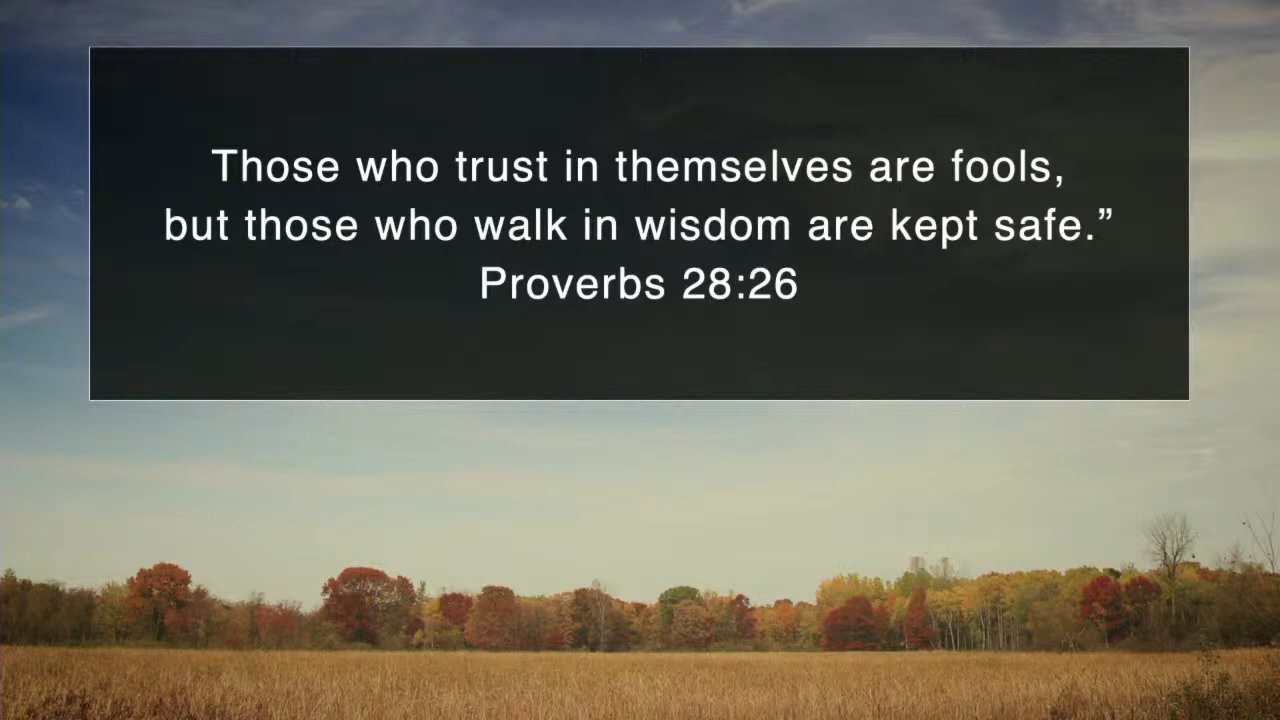 Those who trust in themselves are fools,
but those who walk in wisdom are kept safe.”
Proverbs 28:26